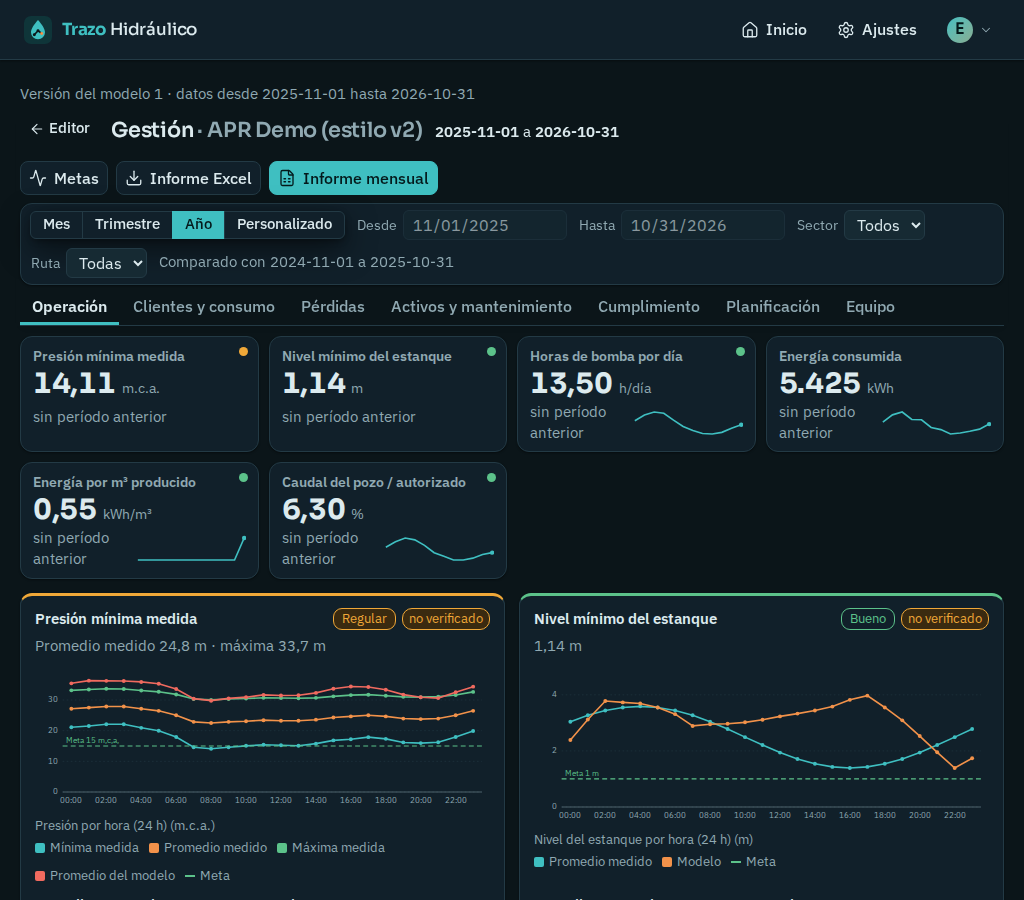 Trazo Hidráulico
Inicio
Ajustes
E
Versión del modelo 1 · datos desde 2025-11-01 hasta 2026-10-31
← Editor
Gestión · APR Demo (estilo v2) 2025-11-01 a 2026-10-31
Metas
Informe Excel
Informe mensual
Mes Trimestre Año Personalizado Desde 11/01/2025 Hasta 10/31/2026 Sector Todos
Ruta Todas Comparado con 2024-11-01 a 2025-10-31
Operación Clientes y consumo Pérdidas Activos y mantenimiento Cumplimiento Planificación Equipo
Presión mínima medida
14,11 m.c.a.
sin período anterior
Nivel mínimo del estanque
1,14 m
sin período anterior
Horas de bomba por día
13,50 h/día
sin período
anterior
Energía consumida
5.425 kWh
sin período
anterior
Energía por m³ producido
0,55 kWh/m³
sin período
anterior
Caudal del pozo / autorizado
6,30 %
sin período
anterior
Presión mínima medida
Regular
no verificado
Promedio medido 24,8 m · máxima 33,7 m
30
20
Meta 15 m.c.a.
10
0
00:00 02:00 04:00 06:00 08:00 10:00 12:00 14:00 16:00 18:00 20:00 22:00
Presión por hora (24 h) (m.c.a.)
Mínima medida Promedio medido Máxima medida
Promedio del modelo Meta
Nivel mínimo del estanque
Bueno
no verificado
1,14 m
4
2
Meta 1 m
0
00:00 02:00 04:00 06:00 08:00 10:00 12:00 14:00 16:00 18:00 20:00 22:00
Nivel del estanque por hora (24 h) (m)
Promedio medido Modelo Meta